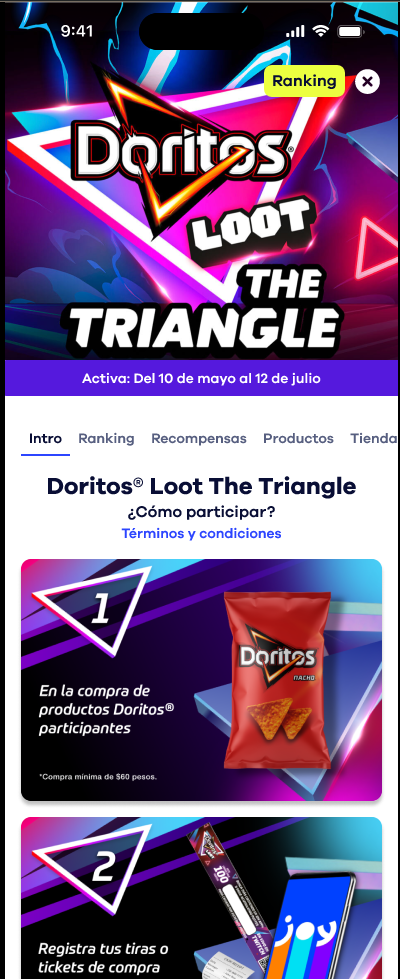 9:41
Ranking
Doritos®
LOOT
THE
TRIANGLE
Activa: Del 10 de mayo al 12 de julio
Intro Ranking Recompensas Productos Tienda
Doritos® Loot The Triangle
¿Cómo participar?
Términos y condiciones
1
Doritos
NACHO
En la compra de
productos Doritos®
participantes
*Compra mínima de $60 pesos.
2
100
TWITCH
joy
Registra tus tiras o
tickets de compra